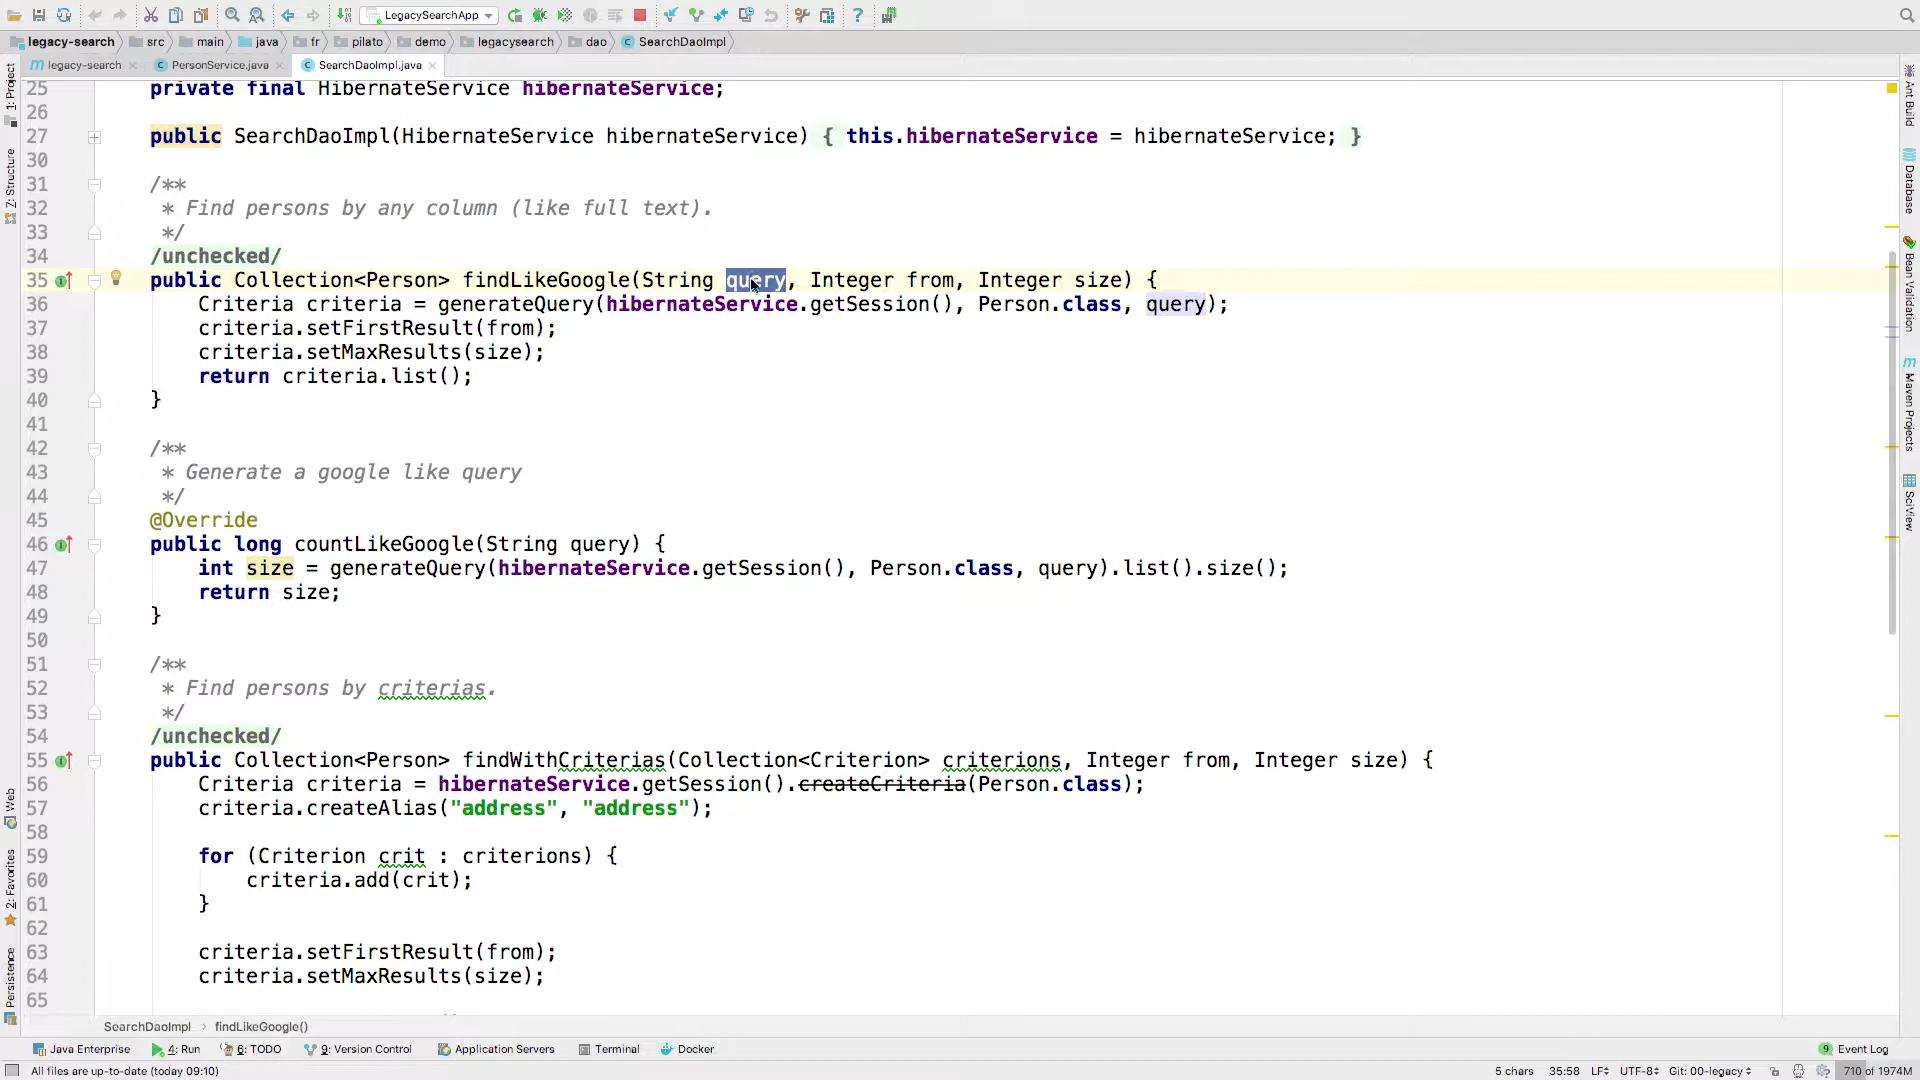 LegacySearchApp
legacy-search src main java fr pilato demo legacysearch dao SearchDaoImpl
legacy-search PersonService.java SearchDaoImpl.java
25 private final HibernateService hibernateService;
26
27 public SearchDaoImpl(HibernateService hibernateService) { this.hibernateService = hibernateService; }
30
31 /**
32 * Find persons by any column (like full text).
33 */
34 /unchecked/
35 public Collection<Person> findLikeGoogle(String query, Integer from, Integer size) {
36 Criteria criteria = generateQuery(hibernateService.getSession(), Person.class, query);
37 criteria.setFirstResult(from);
38 criteria.setMaxResults(size);
39 return criteria.list();
40 }
41
42 /**
43 * Generate a google like query
44 */
45 @Override
46 public long countLikeGoogle(String query) {
47 int size = generateQuery(hibernateService.getSession(), Person.class, query).list().size();
48 return size;
49 }
50
51 /**
52 * Find persons by criterias.
53 */
54 /unchecked/
55 public Collection<Person> findWithCriterias(Collection<Criterion> criterions, Integer from, Integer size) {
56 Criteria criteria = hibernateService.getSession().createCriteria(Person.class);
57 criteria.createAlias("address", "address");
58
59 for (Criterion crit : criterions) {
60 criteria.add(crit);
61 }
62
63 criteria.setFirstResult(from);
64 criteria.setMaxResults(size);
65
1: Project
Z: Structure
Web
2: Favorites
Persistence
Ant Build
Database
Bean Validation
Maven Projects
SciView
SearchDaoImpl findLikeGoogle()
Java Enterprise 4: Run 6: TODO 9: Version Control Application Servers Terminal Docker 9 Event Log
All files are up-to-date (today 09:10) 5 chars 35:58 LF UTF-8 Git: 00-legacy 710 of 1974M